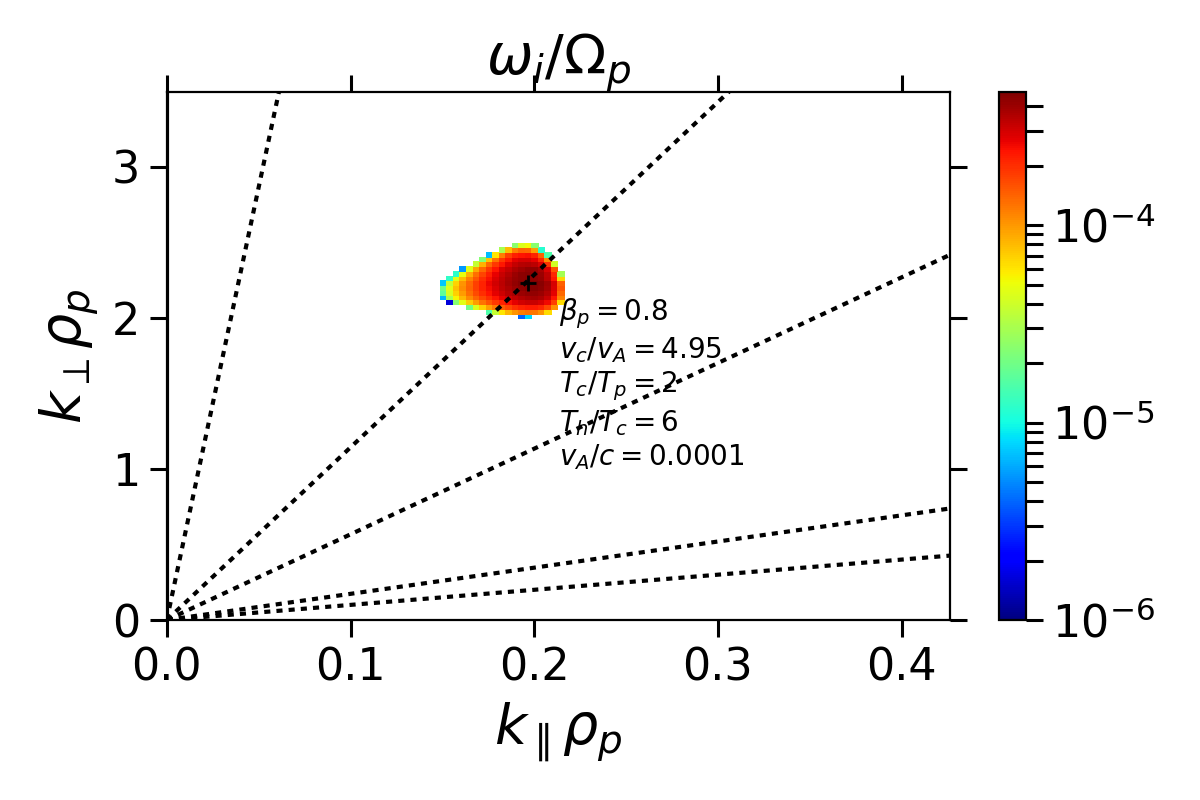 ω_i/Ω_p
3
2
1
0
k_⊥ρ_p
β_p = 0.8
v_c/v_A = 4.95
T_c/T_p = 2
T_h/T_c = 6
v_A/c = 0.0001
0.0 0.1 0.2 0.3 0.4
k_∥ρ_p
10⁻⁴
10⁻⁵
10⁻⁶